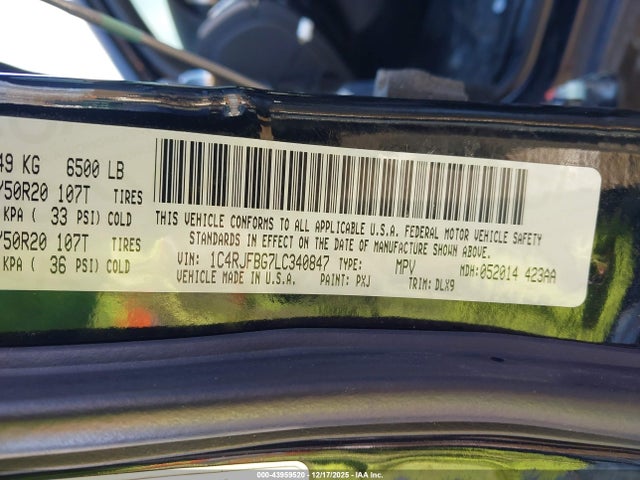 49 KG 6500 LB
/50R20 107T TIRES
KPA ( 33 PSI) COLD
/50R20 107T TIRES
KPA ( 36 PSI) COLD
THIS VEHICLE CONFORMS TO ALL APPLICABLE U.S.A. FEDERAL MOTOR VEHICLE SAFETY
STANDARDS IN EFFECT ON THE DATE OF MANUFACTURE SHOWN ABOVE.
VIN: 1C4RJFBG7LC340847 TYPE: MPV MDH:052014 423AA
VEHICLE MADE IN U.S.A. PAINT: PXJ TRIM: DLX9
000-43959520 - 12/17/2025 - IAAI.COM